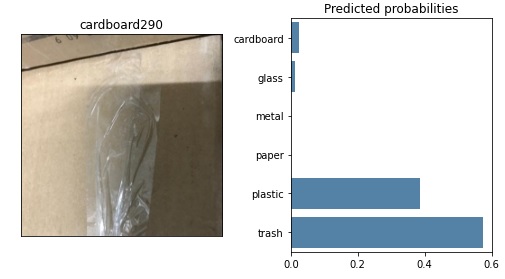 cardboard290
Predicted probabilities
cardboard
glass
metal
paper
plastic
trash
0.0
0.2
0.4
0.6